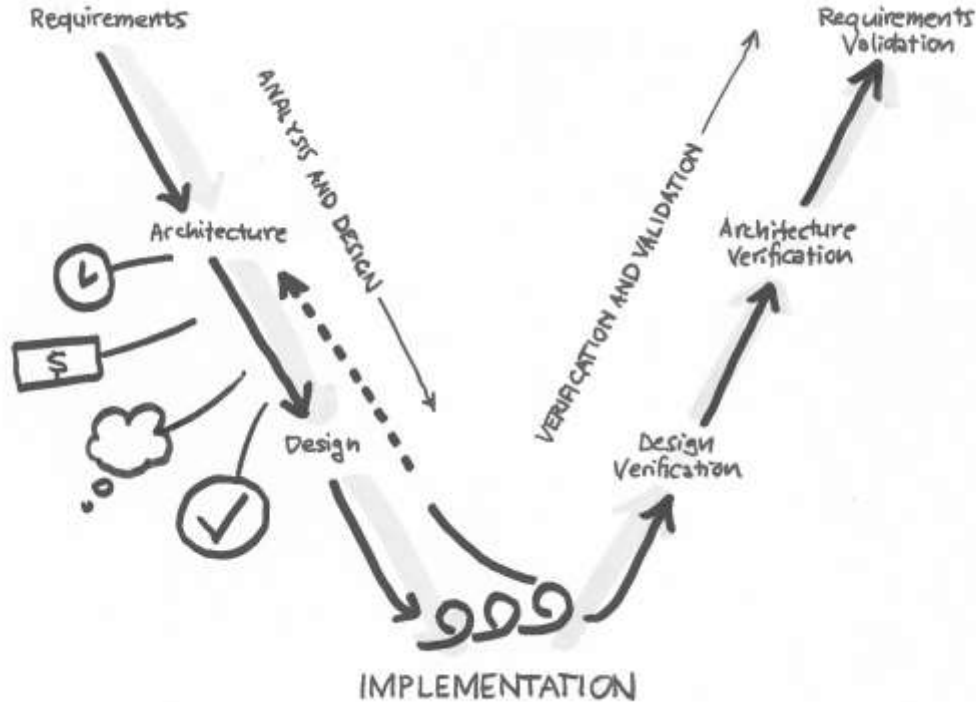 Requirements
Architecture
Design
ANALYSIS AND DESIGN
$
IMPLEMENTATION
VERIFICATION AND VALIDATION
Design
Verification
Architecture
Verification
Requirements
Validation